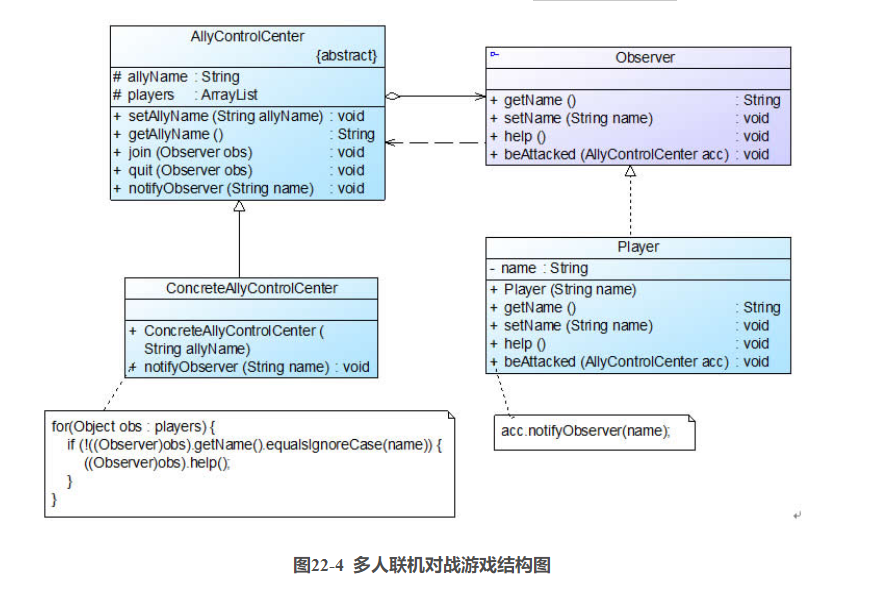 AllyControlCenter
{abstract}
# allyName : String
# players : ArrayList
+ setAllyName (String allyName) : void
+ getAllyName () : String
+ join (Observer obs) : void
+ quit (Observer obs) : void
+ notifyObserver (String name) : void
Observer
+ getName () : String
+ setName (String name) : void
+ help () : void
+ beAttacked (AllyControlCenter acc) : void
ConcreteAllyControlCenter
+ ConcreteAllyControlCenter (
String allyName)
+ notifyObserver (String name) : void
Player
- name : String
+ Player (String name)
+ getName () : String
+ setName (String name) : void
+ help () : void
+ beAttacked (AllyControlCenter acc) : void
for(Object obs : players) {
if (!((Observer)obs).getName().equalsIgnoreCase(name)) {
((Observer)obs).help();
}
}
acc.notifyObserver(name);
图22-4 多人联机对战游戏结构图